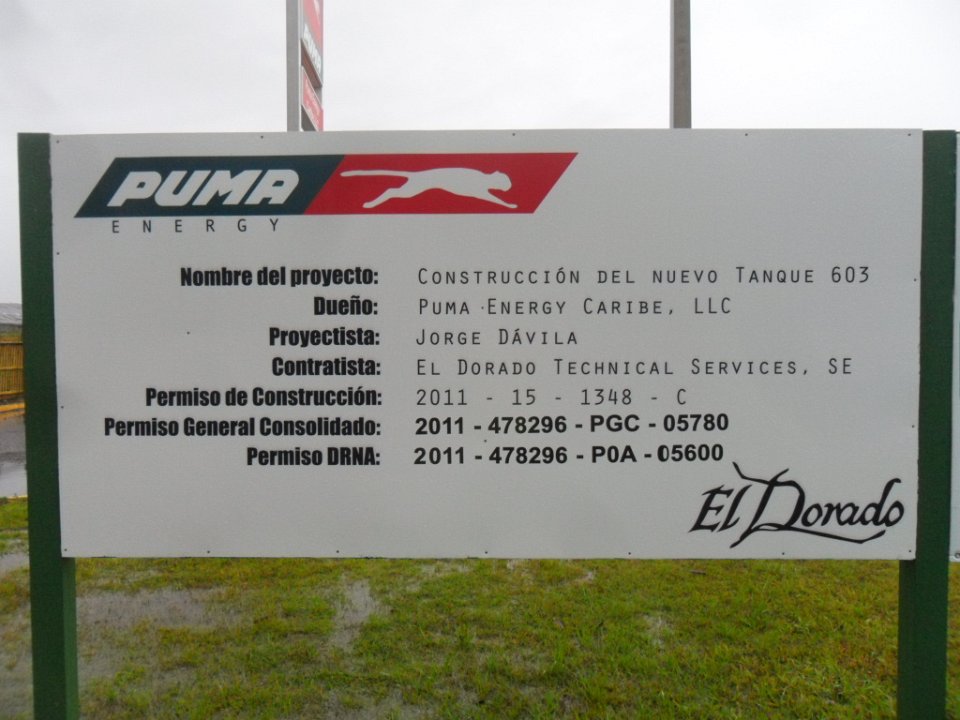 PUMA
ENERGY
Nombre del proyecto: CONSTRUCCIÓN DEL NUEVO TANQUE 603
Dueño: PUMA ENERGY CARIBE, LLC
Proyectista: JORGE DÁVILA
Contratista: EL DORADO TECHNICAL SERVICES, SE
Permiso de Construcción: 2011 - 15 - 1348 - C
Permiso General Consolidado: 2011 - 478296 - PGC - 05780
Permiso DRNA: 2011 - 478296 - P0A - 05600
El Dorado